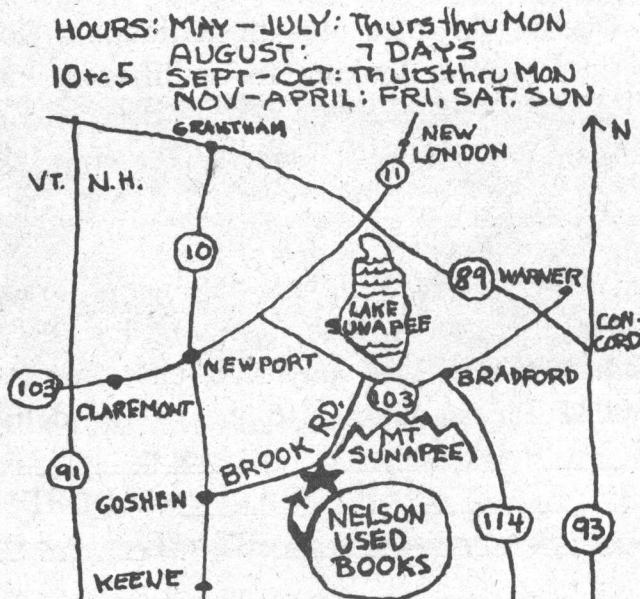 HOURS: MAY-JULY: Thurs thru MON
AUGUST: 7 DAYS
10 to 5 SEPT-OCT: Thurs thru MON
NOV-APRIL: FRI, SAT. SUN
GRANTHAM
NEW
LONDON
N
VT. N.H.
11
10
89 WARNER
LAKE
SUNAPEE
CON-
CORD
NEWPORT
BRADFORD
103
CLAREMONT
103
BROOK RD.
MT
SUNAPEE
91
GOSHEN
NELSON
USED
BOOKS
114
93
KEENE